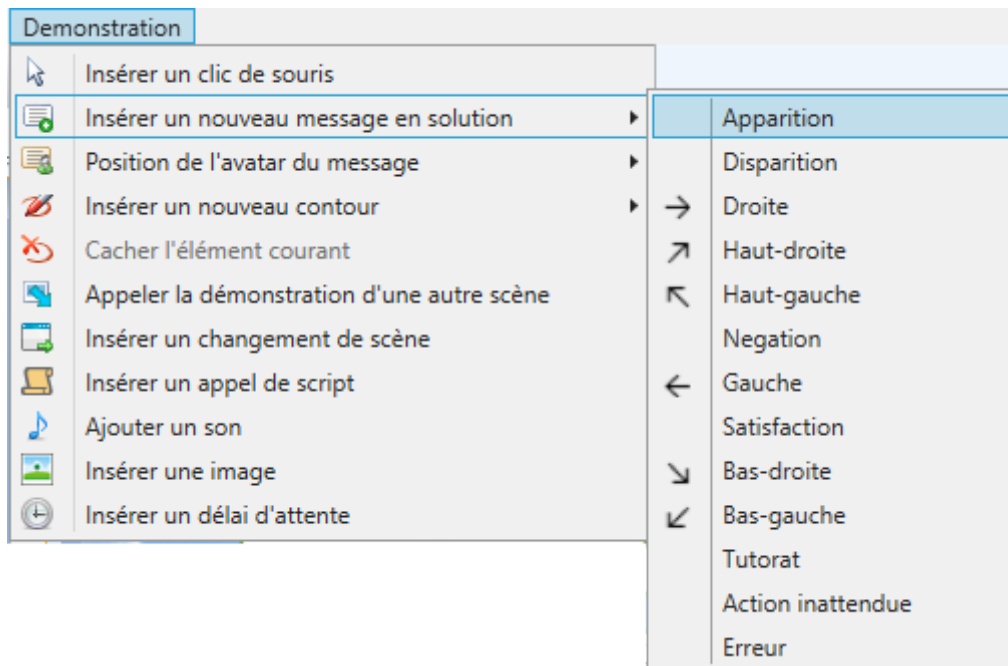 Demonstration
Insérer un clic de souris
Insérer un nouveau message en solution
Position de l'avatar du message
Insérer un nouveau contour
Cacher l'élément courant
Appeler la démonstration d'une autre scène
Insérer un changement de scène
Insérer un appel de script
Ajouter un son
Insérer une image
Insérer un délai d'attente
Apparition
Disparition
Droite
Haut-droite
Haut-gauche
Negation
Gauche
Satisfaction
Bas-droite
Bas-gauche
Tutorat
Action inattendue
Erreur